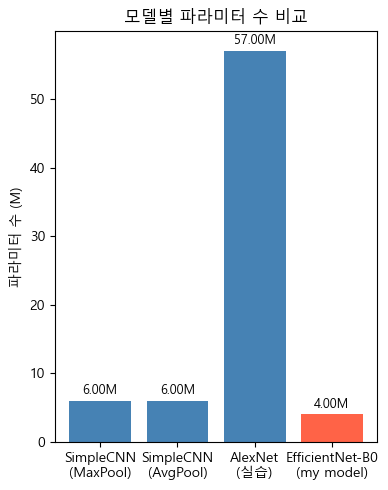 모델별 파라미터 수 비교
57.00M
50
40
파라미터 수 (M)
30
20
10
6.00M
6.00M
4.00M
0
SimpleCNN
(MaxPool)
SimpleCNN
(AvgPool)
AlexNet
(실습)
EfficientNet-B0
(my model)